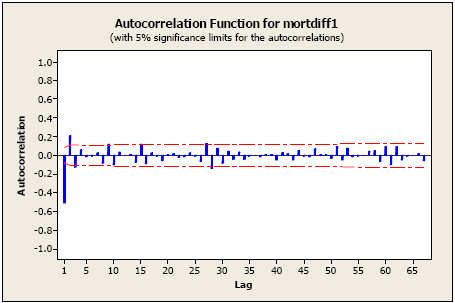 Autocorrelation Function for mortdiff1
(with 5% significance limits for the autocorrelations)
Autocorrelation
1.0
0.8
0.6
0.4
0.2
0.0
-0.2
-0.4
-0.6
-0.8
-1.0
1 5 10 15 20 25 30 35 40 45 50 55 60 65
Lag